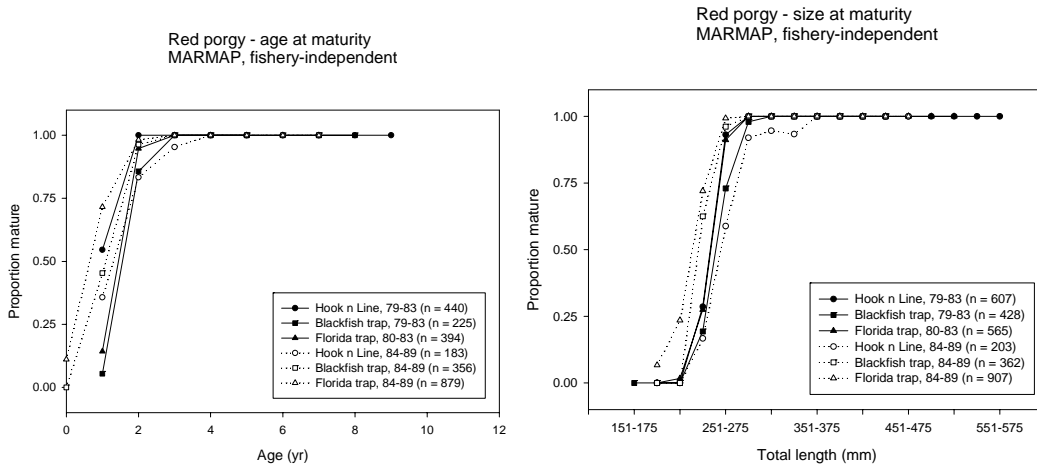 Red porgy - age at maturity
MARMAP, fishery-independent
Proportion mature
1.00
0.75
0.50
0.25
0.00
Hook n Line, 79-83 (n = 440)
Blackfish trap, 79-83 (n = 225)
Florida trap, 80-83 (n = 394)
Hook n Line, 84-89 (n = 183)
Blackfish trap, 84-89 (n = 356)
Florida trap, 84-89 (n = 879)
0 2 4 6 8 10 12
Age (yr)
Red porgy - size at maturity
MARMAP, fishery-independent
Proportion mature
1.00
0.75
0.50
0.25
0.00
Hook n Line, 79-83 (n = 607)
Blackfish trap, 79-83 (n = 428)
Florida trap, 80-83 (n = 565)
Hook n Line, 84-89 (n = 203)
Blackfish trap, 84-89 (n = 362)
Florida trap, 84-89 (n = 907)
151-175 251-275 351-375 451-475 551-575
Total length (mm)